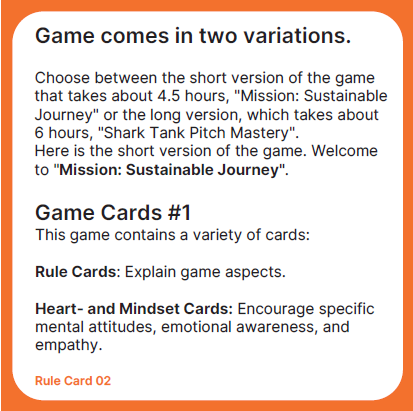 Game comes in two variations.
Choose between the short version of the game
that takes about 4.5 hours, "Mission: Sustainable
Journey" or the long version, which takes about
6 hours, "Shark Tank Pitch Mastery".
Here is the short version of the game. Welcome
to "Mission: Sustainable Journey".
Game Cards #1
This game contains a variety of cards:
Rule Cards: Explain game aspects.
Heart- and Mindset Cards: Encourage specific
mental attitudes, emotional awareness, and
empathy.
Rule Card 02